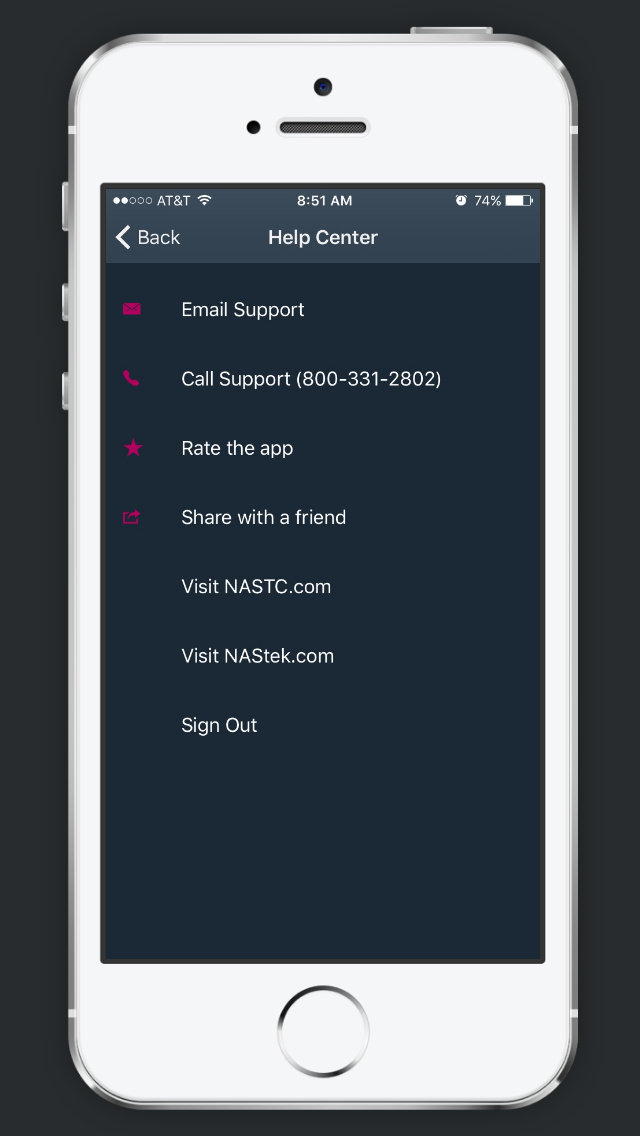 AT&T 8:51 AM 74%
Back Help Center
Email Support
Call Support (800-331-2802)
Rate the app
Share with a friend
Visit NASTC.com
Visit NAStek.com
Sign Out